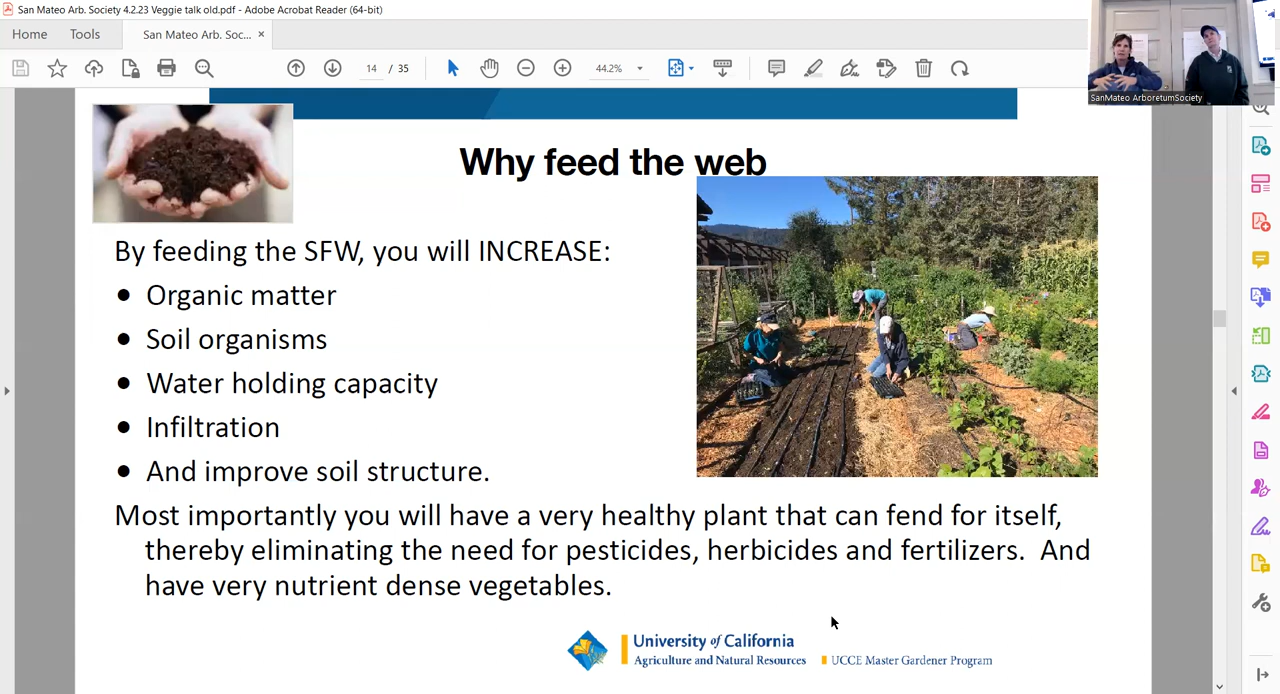 San Mateo Arb. Society 4.2.23 Veggie talk old.pdf - Adobe Acrobat Reader (64-bit)
Home Tools San Mateo Arb. Soc... ×
14 / 35 44.2%
SanMateo ArboretumSociety
Why feed the web
By feeding the SFW, you will INCREASE:
● Organic matter
● Soil organisms
● Water holding capacity
● Infiltration
● And improve soil structure.
Most importantly you will have a very healthy plant that can fend for itself,
thereby eliminating the need for pesticides, herbicides and fertilizers. And
have very nutrient dense vegetables.
University of California
Agriculture and Natural Resources UCCE Master Gardener Program